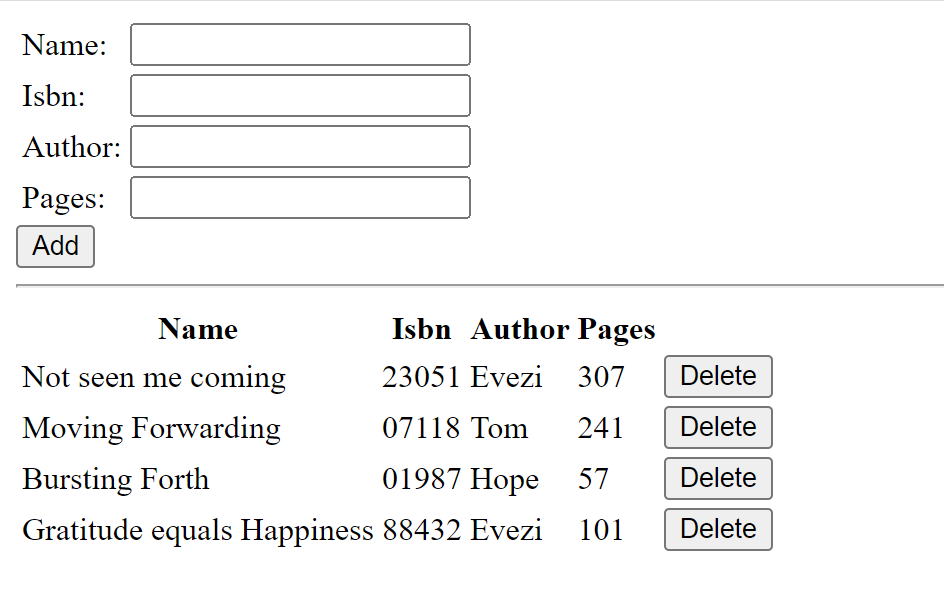 Name:
Isbn:
Author:
Pages:
Add
Name Isbn Author Pages
Not seen me coming 23051 Evezi 307 Delete
Moving Forwarding 07118 Tom 241 Delete
Bursting Forth 01987 Hope 57 Delete
Gratitude equals Happiness 88432 Evezi 101 Delete